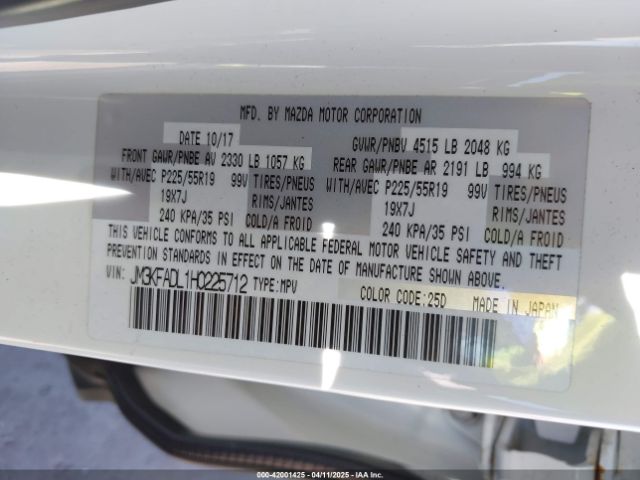 MFD. BY MAZDA MOTOR CORPORATION
DATE 10/17 GVWR/PNBV 4515 LB 2048 KG
FRONT GAWR/PNBE AV 2330 LB 1057 KG REAR GAWR/PNBE AR 2191 LB 994 KG
WITH/AVEC P225/55R19 99V TIRES/PNEUS WITH/AVEC P225/55R19 99V TIRES/PNEUS
19X7J RIMS/JANTES 19X7J RIMS/JANTES
240 KPA/35 PSI COLD/A FROID 240 KPA/35 PSI COLD/A FROID
THIS VEHICLE CONFORMS TO ALL APPLICABLE FEDERAL MOTOR VEHICLE SAFETY AND THEFT
PREVENTION STANDARDS IN EFFECT ON THE DATE OF MANUFACTURE SHOWN ABOVE.
VIN: JM3KFADL1H0225712 TYPE:MPV COLOR CODE:25D MADE IN JAPAN
000-42001425 - 04/11/2025 - IAAI Inc.